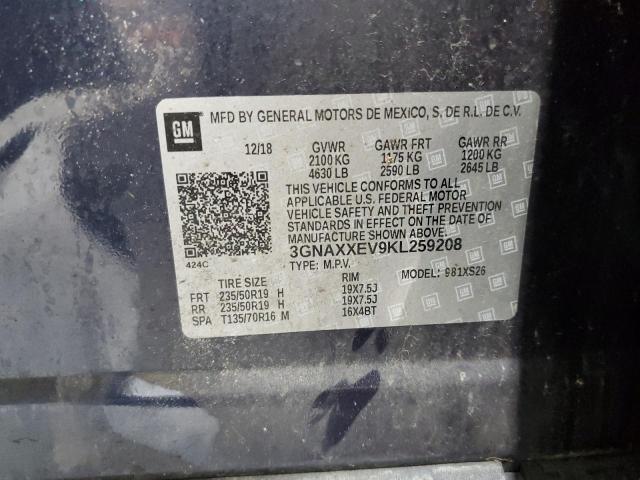 GM
MFD BY GENERAL MOTORS DE MEXICO, S. DE R.L. DE C.V.
12/18 GVWR GAWR FRT GAWR RR
2100 KG 1175 KG 1200 KG
4630 LB 2590 LB 2645 LB
THIS VEHICLE CONFORMS TO ALL
APPLICABLE U.S. FEDERAL MOTOR
VEHICLE SAFETY AND THEFT PREVENTION
STANDARDS IN EFFECT ON THE DATE OF
MANUFACTURE SHOWN ABOVE.
424C 3GNAXXEV9KL259208
TYPE: M.P.V. MODEL: 981XS26
TIRE SIZE RIM
FRT 235/50R19 H 19X7.5J
RR 235/50R19 H 19X7.5J
SPA T135/70R16 M 16X4BT